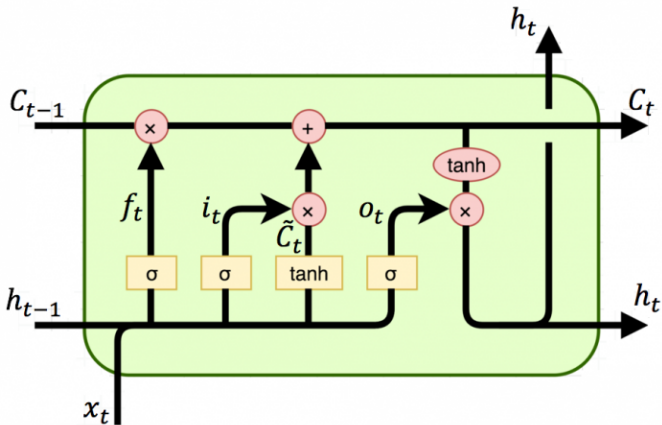 h_t
C_{t-1}
×
+
C_t
tanh
f_t
i_t
×
o_t
×
C̃_t
σ
σ
tanh
σ
h_{t-1}
h_t
x_t